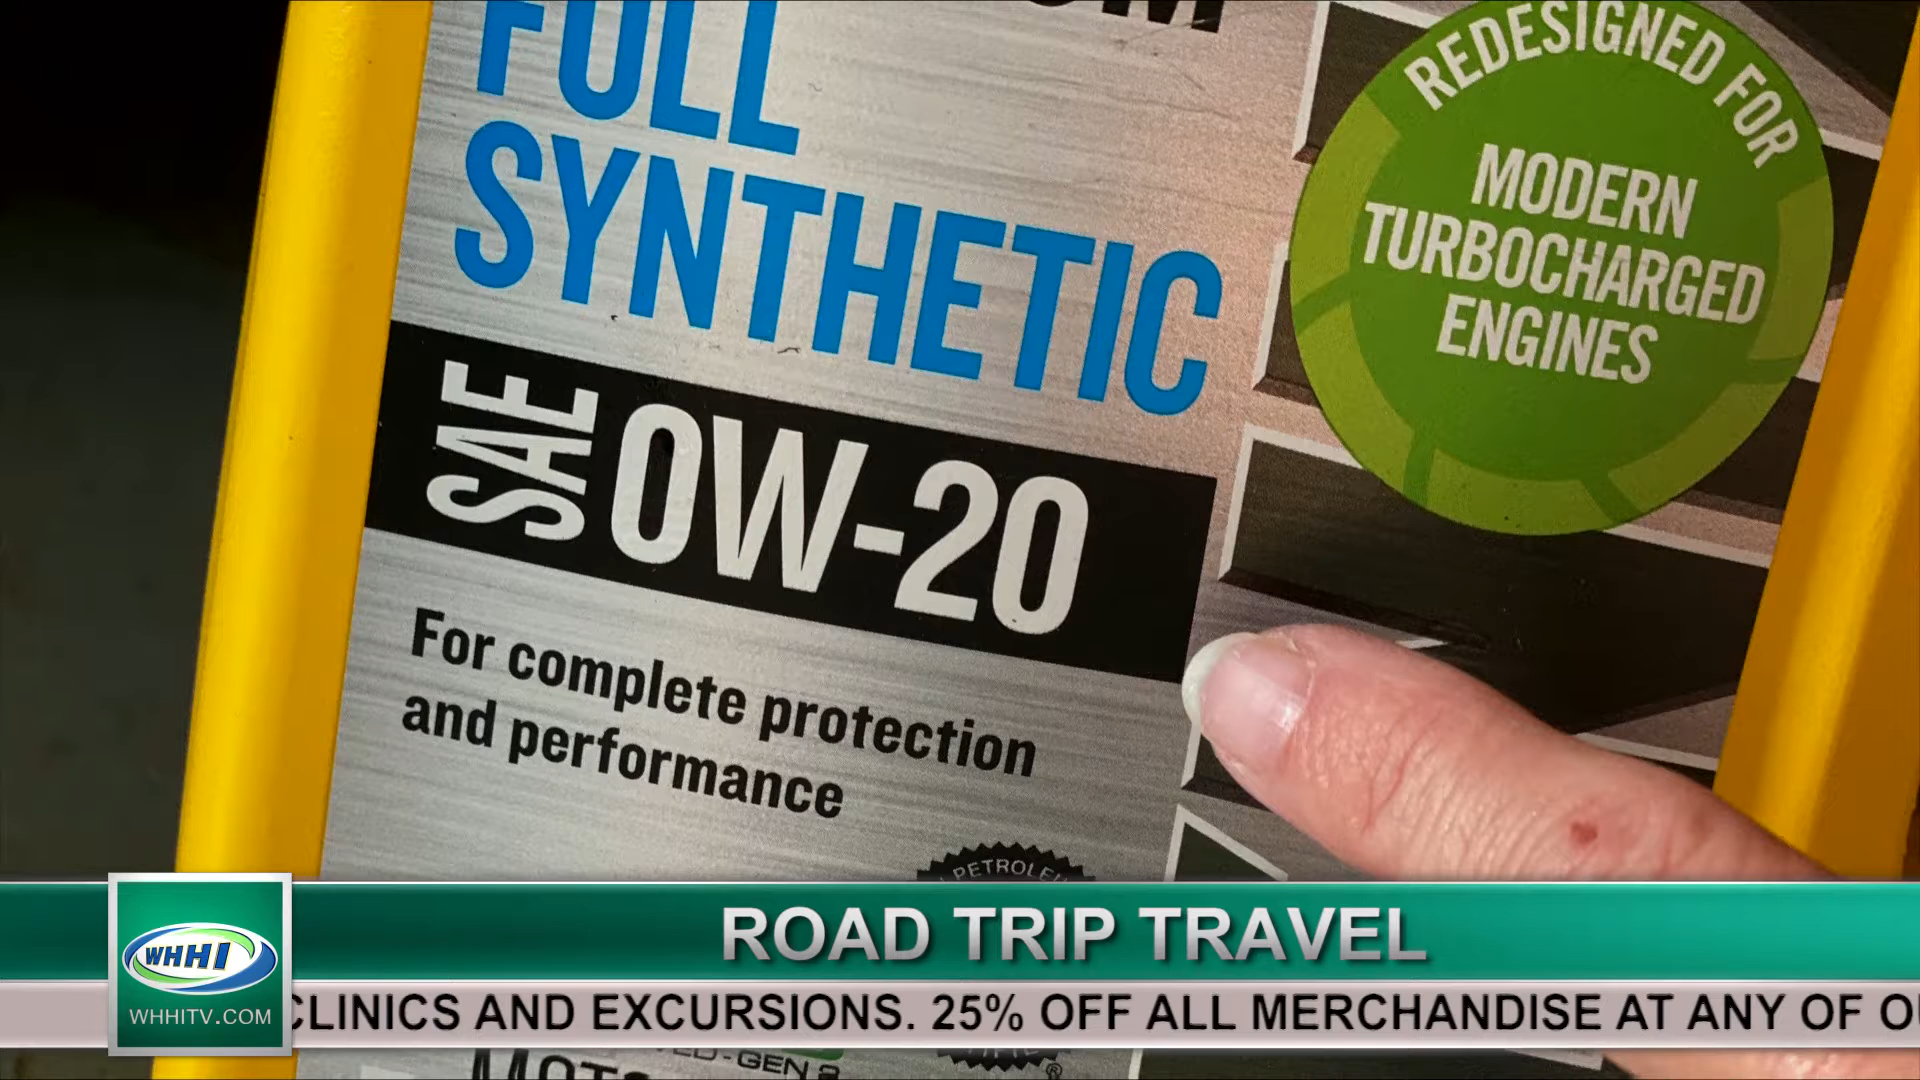 FULL
SYNTHETIC
SAE 0W-20
For complete protection
and performance
REDESIGNED FOR
MODERN
TURBOCHARGED
ENGINES
ROAD TRIP TRAVEL
WHHI
WHHITV.COM
CLINICS AND EXCURSIONS. 25% OFF ALL MERCHANDISE AT ANY OF